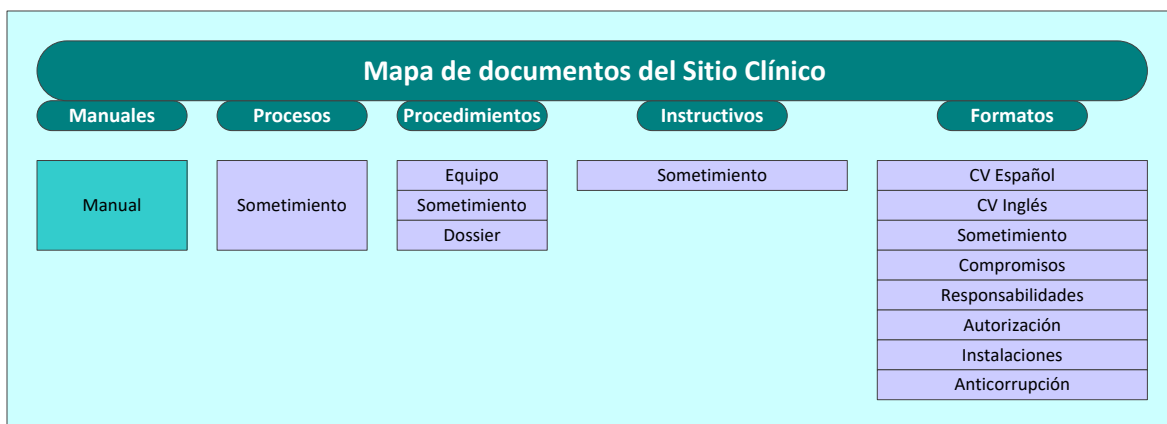 Mapa de documentos del Sitio Clínico
Manuales
Procesos
Procedimientos
Instructivos
Formatos
Manual
Sometimiento
Equipo
Sometimiento
Dossier
Sometimiento
CV Español
CV Inglés
Sometimiento
Compromisos
Responsabilidades
Autorización
Instalaciones
Anticorrupción